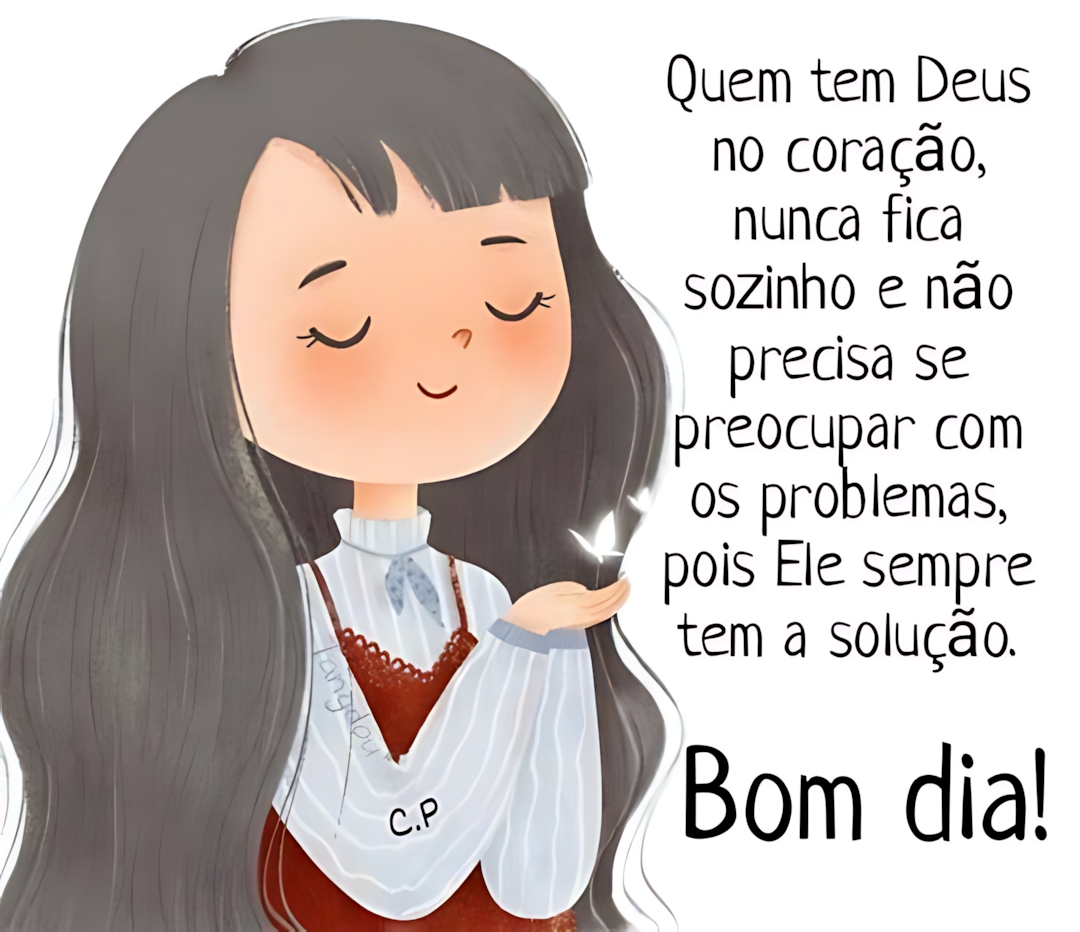 Quem tem Deus
no coração,
nunca fica
sozinho e não
precisa se
preocupar com
os problemas,
pois Ele sempre
tem a solução.
Bom dia!
Tangdou
C.P